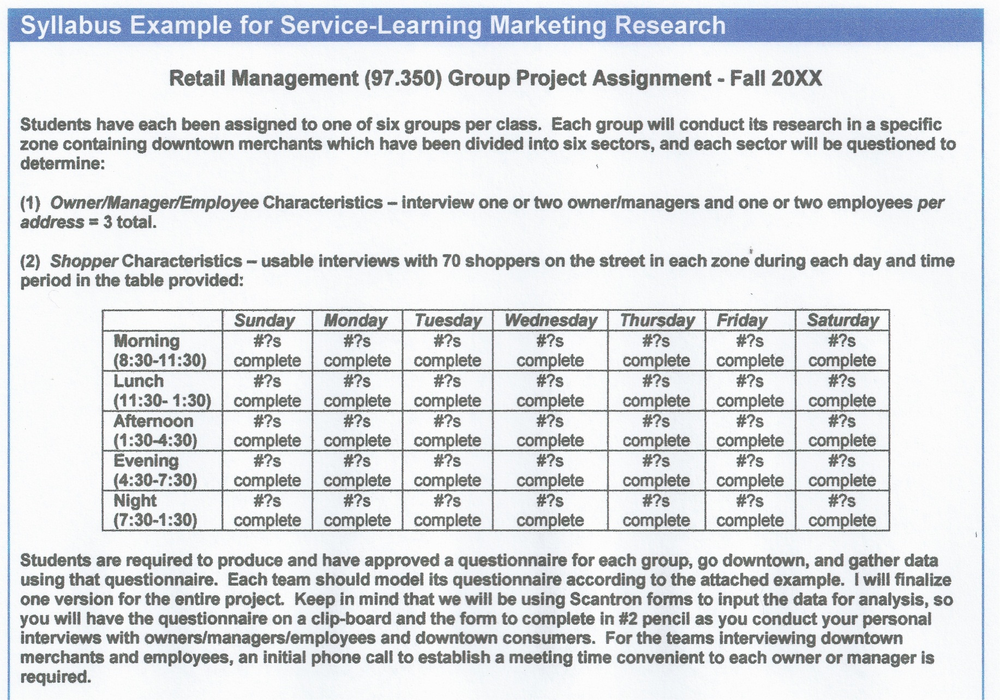 Syllabus Example for Service-Learning Marketing Research
Retail Management (97.350) Group Project Assignment - Fall 20XX
Students have each been assigned to one of six groups per class. Each group will conduct its research in a specific
zone containing downtown merchants which have been divided into six sectors, and each sector will be questioned to
determine:
(1) Owner/Manager/Employee Characteristics – interview one or two owner/managers and one or two employees per
address = 3 total.
(2) Shopper Characteristics – usable interviews with 70 shoppers on the street in each zone during each day and time
period in the table provided:
Sunday Monday Tuesday Wednesday Thursday Friday Saturday
Morning #?s #?s #?s #?s #?s #?s #?s
(8:30-11:30) complete complete complete complete complete complete complete
Lunch #?s #?s #?s #?s #?s #?s #?s
(11:30- 1:30) complete complete complete complete complete complete complete
Afternoon #?s #?s #?s #?s #?s #?s #?s
(1:30-4:30) complete complete complete complete complete complete complete
Evening #?s #?s #?s #?s #?s #?s #?s
(4:30-7:30) complete complete complete complete complete complete complete
Night #?s #?s #?s #?s #?s #?s #?s
(7:30-1:30) complete complete complete complete complete complete complete
Students are required to produce and have approved a questionnaire for each group, go downtown, and gather data
using that questionnaire. Each team should model its questionnaire according to the attached example. I will finalize
one version for the entire project. Keep in mind that we will be using Scantron forms to input the data for analysis, so
you will have the questionnaire on a clip-board and the form to complete in #2 pencil as you conduct your personal
interviews with owners/managers/employees and downtown consumers. For the teams interviewing downtown
merchants and employees, an initial phone call to establish a meeting time convenient to each owner or manager is
required.